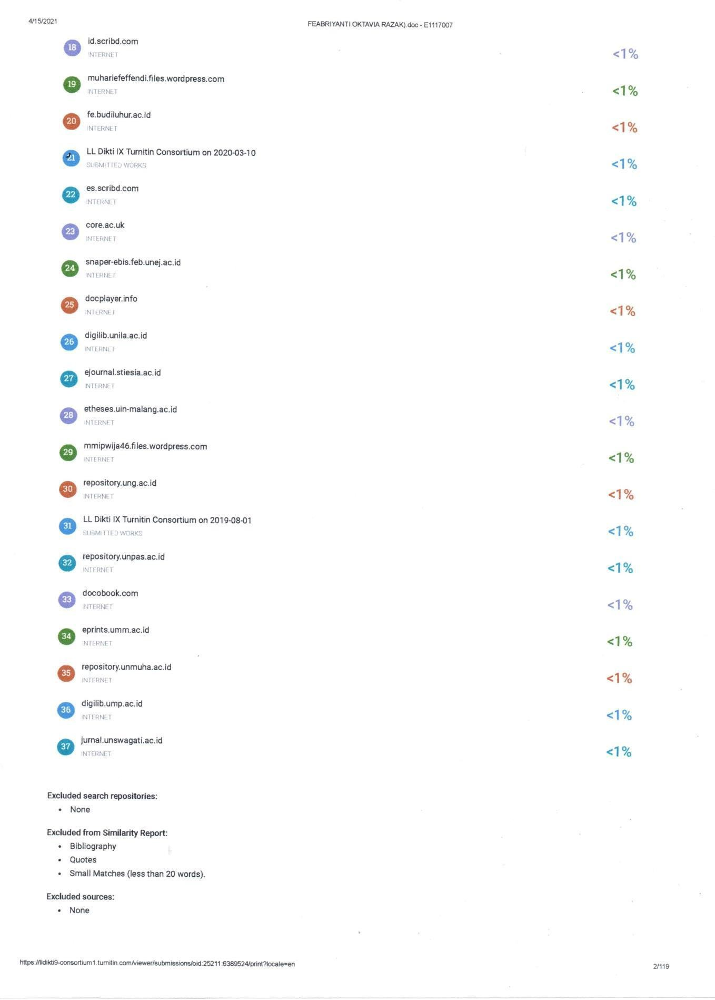 4/15/2021
FEABRIYANTI OKTAVIA RAZAK).doc - E1117007
18
id.scribd.com
INTERNET
<1%
19
muhariefeffendi.files.wordpress.com
INTERNET
<1%
20
fe.budiluhur.ac.id
INTERNET
<1%
21
LL Dikti IX Turnitin Consortium on 2020-03-10
SUBMITTED WORKS
<1%
22
es.scribd.com
INTERNET
<1%
23
core.ac.uk
INTERNET
<1%
24
snaper-ebis.feb.unej.ac.id
INTERNET
<1%
25
docplayer.info
INTERNET
<1%
26
digilib.unila.ac.id
INTERNET
<1%
27
ejournal.stiesia.ac.id
INTERNET
<1%
28
etheses.uin-malang.ac.id
INTERNET
<1%
29
mmipwija46.files.wordpress.com
INTERNET
<1%
30
repository.ung.ac.id
INTERNET
<1%
31
LL Dikti IX Turnitin Consortium on 2019-08-01
SUBMITTED WORKS
<1%
32
repository.unpas.ac.id
INTERNET
<1%
33
docobook.com
INTERNET
<1%
34
eprints.umm.ac.id
INTERNET
<1%
35
repository.unmuha.ac.id
INTERNET
<1%
36
digilib.ump.ac.id
INTERNET
<1%
37
jurnal.unswagati.ac.id
INTERNET
<1%
Excluded search repositories:
• None
Excluded from Similarity Report:
• Bibliography
• Quotes
• Small Matches (less than 20 words).
Excluded sources:
• None
https://lldikti9-consortium1.turnitin.com/viewer/submissions/oid:25211:6389524/print?locale=en
2/119